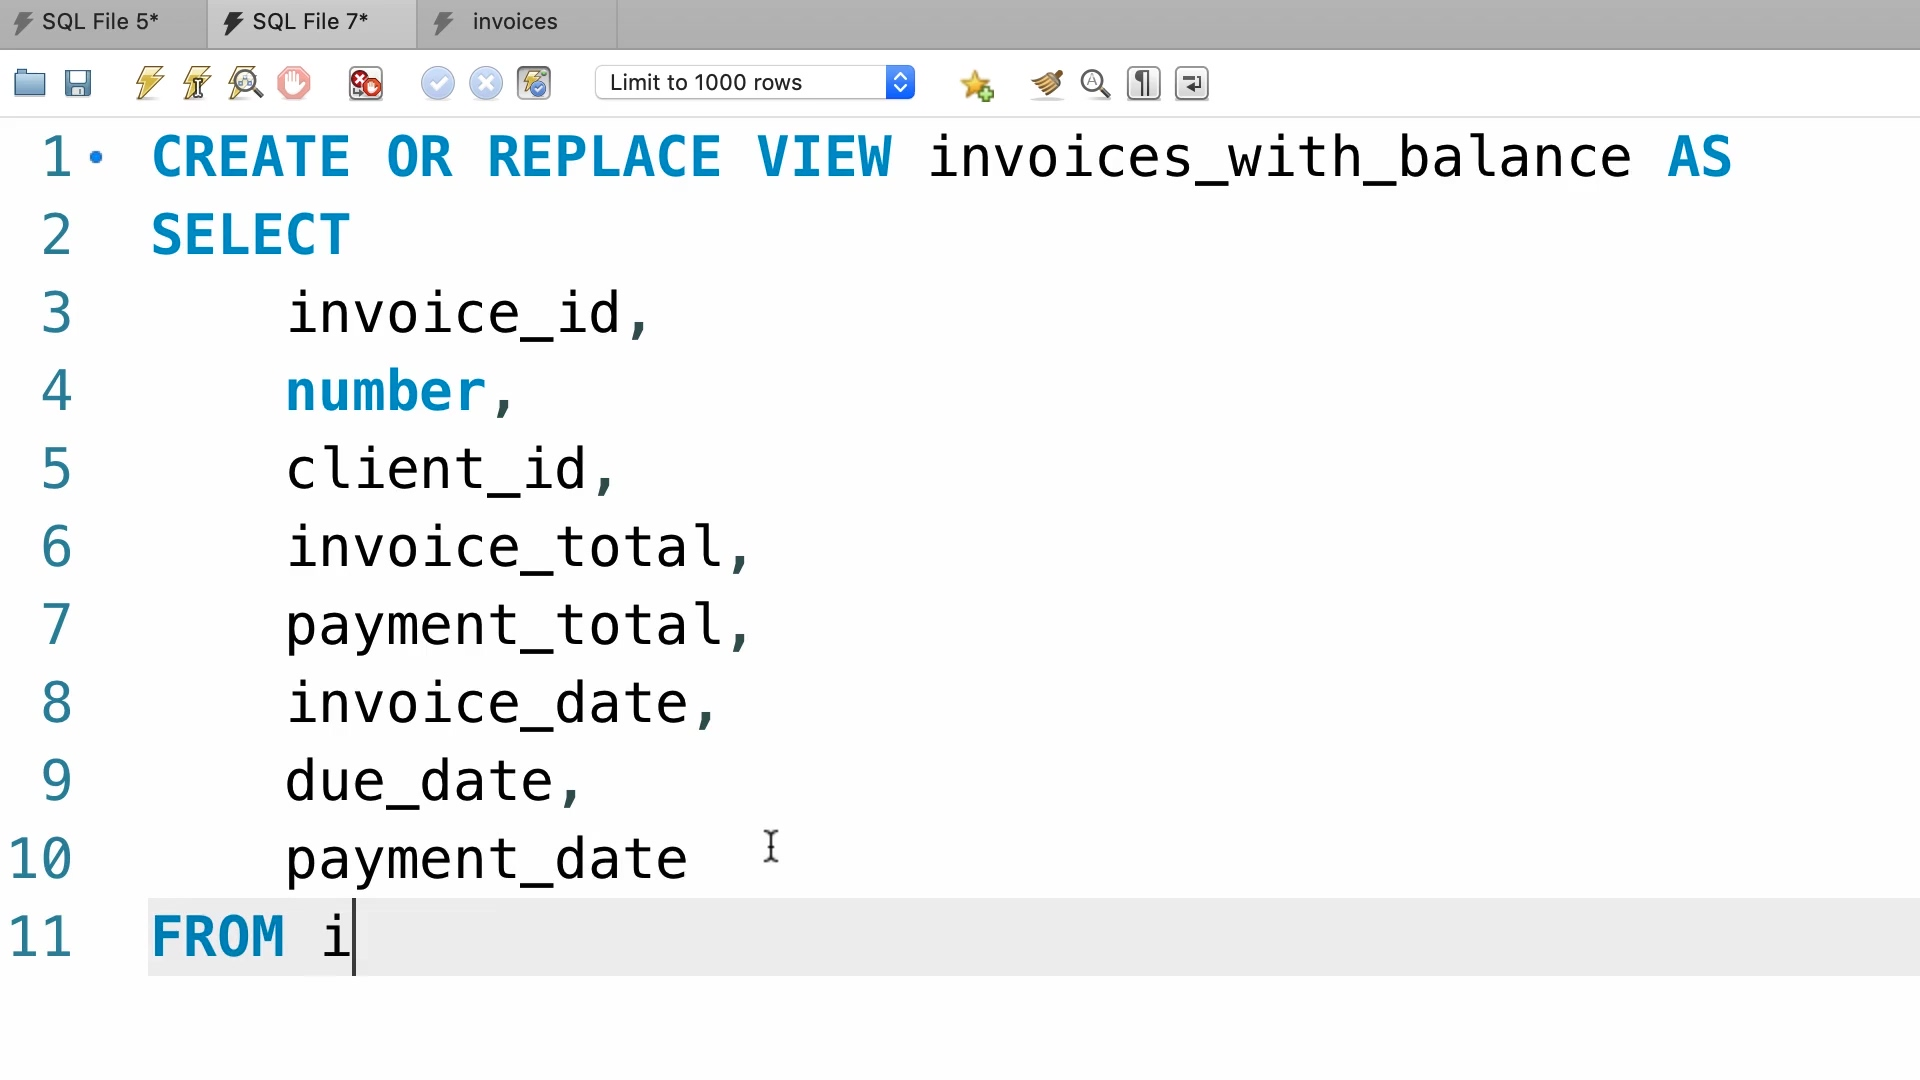 SQL File 5* SQL File 7* invoices
Limit to 1000 rows
1 CREATE OR REPLACE VIEW invoices_with_balance AS
2 SELECT
3 invoice_id,
4 number,
5 client_id,
6 invoice_total,
7 payment_total,
8 invoice_date,
9 due_date,
10 payment_date
11 FROM i